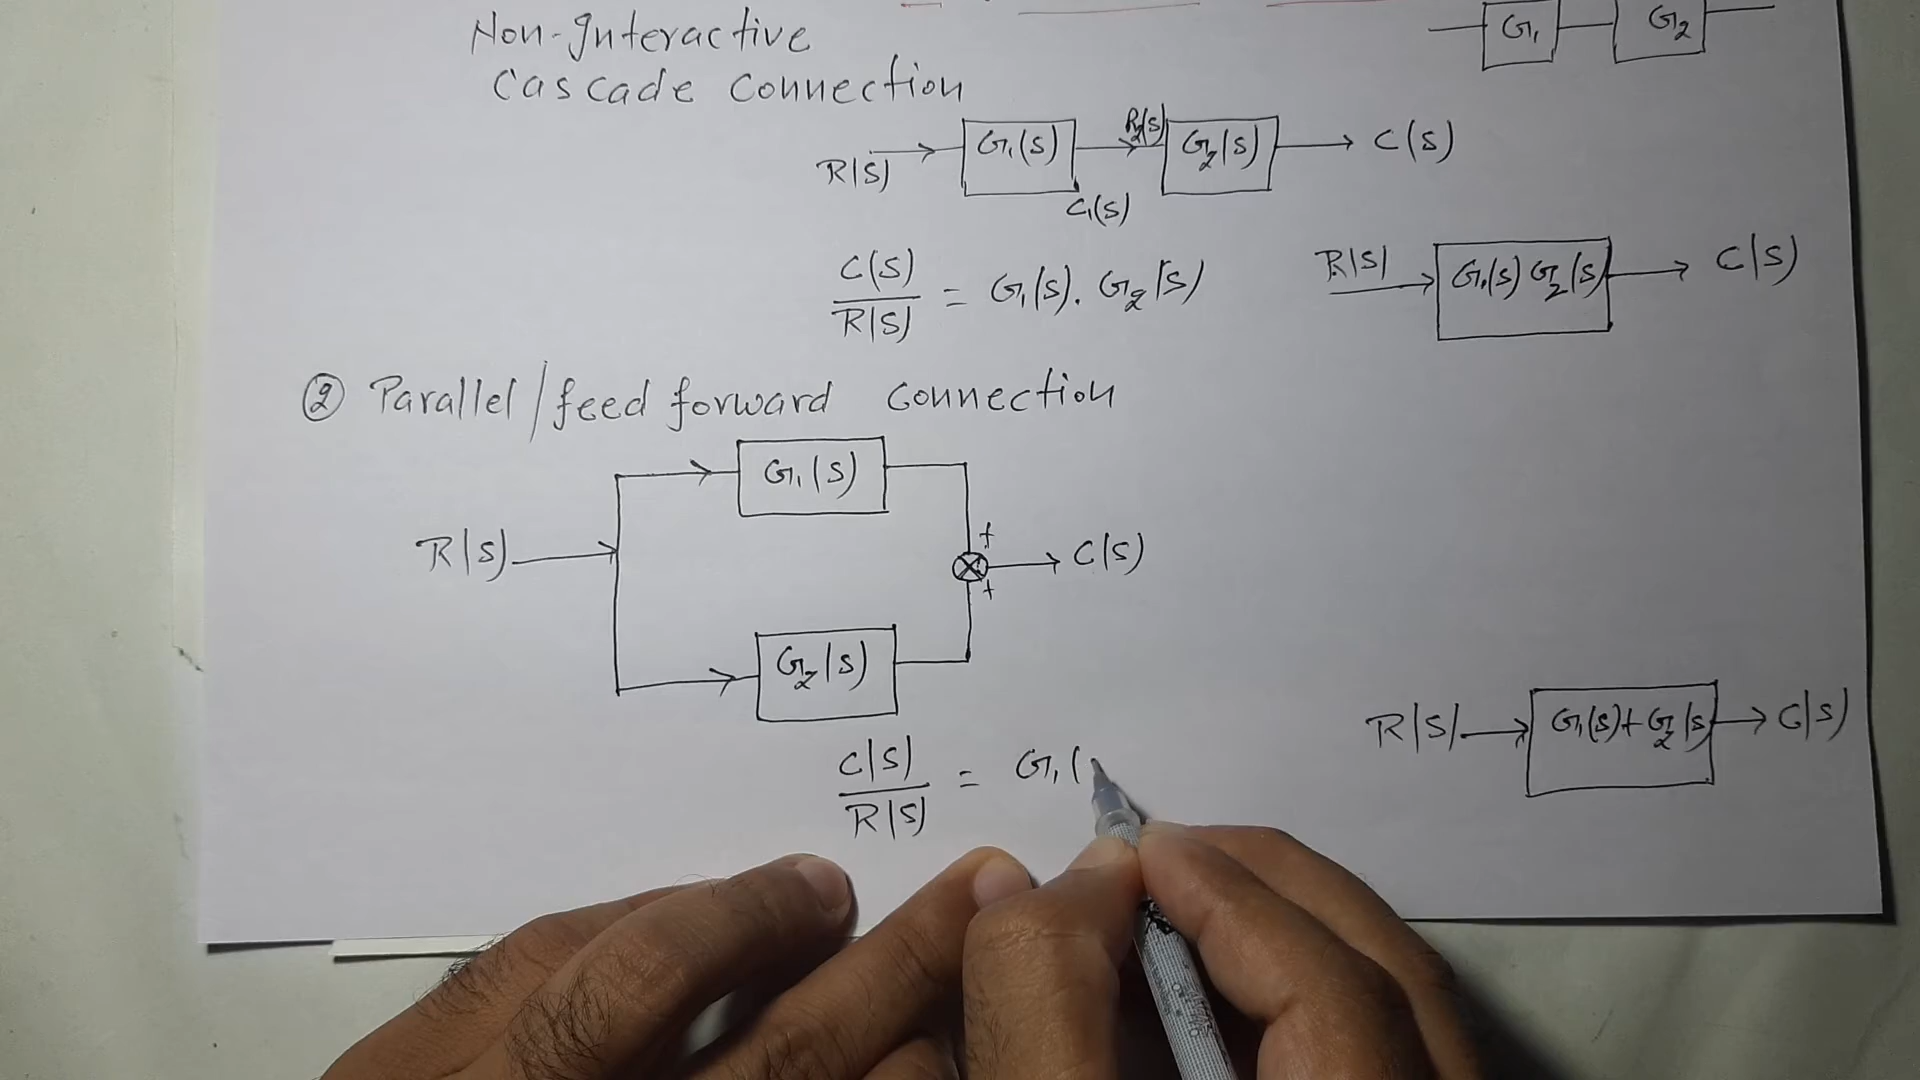 Non-Interactive
Cascade Connection
G1
G2
R(S)
G1(S)
R2(S)
G2(S)
C(S)
C1(S)
C(S)
R(S)
= G1(S). G2(S)
R(S)
G1(S) G2(S)
C(S)
② Parallel/feed forward connection
G1(S)
R(S)
+
C(S)
+
G2(S)
R(S)
G1(S)+G2(S)
C(S)
C(S)
R(S)
= G1(